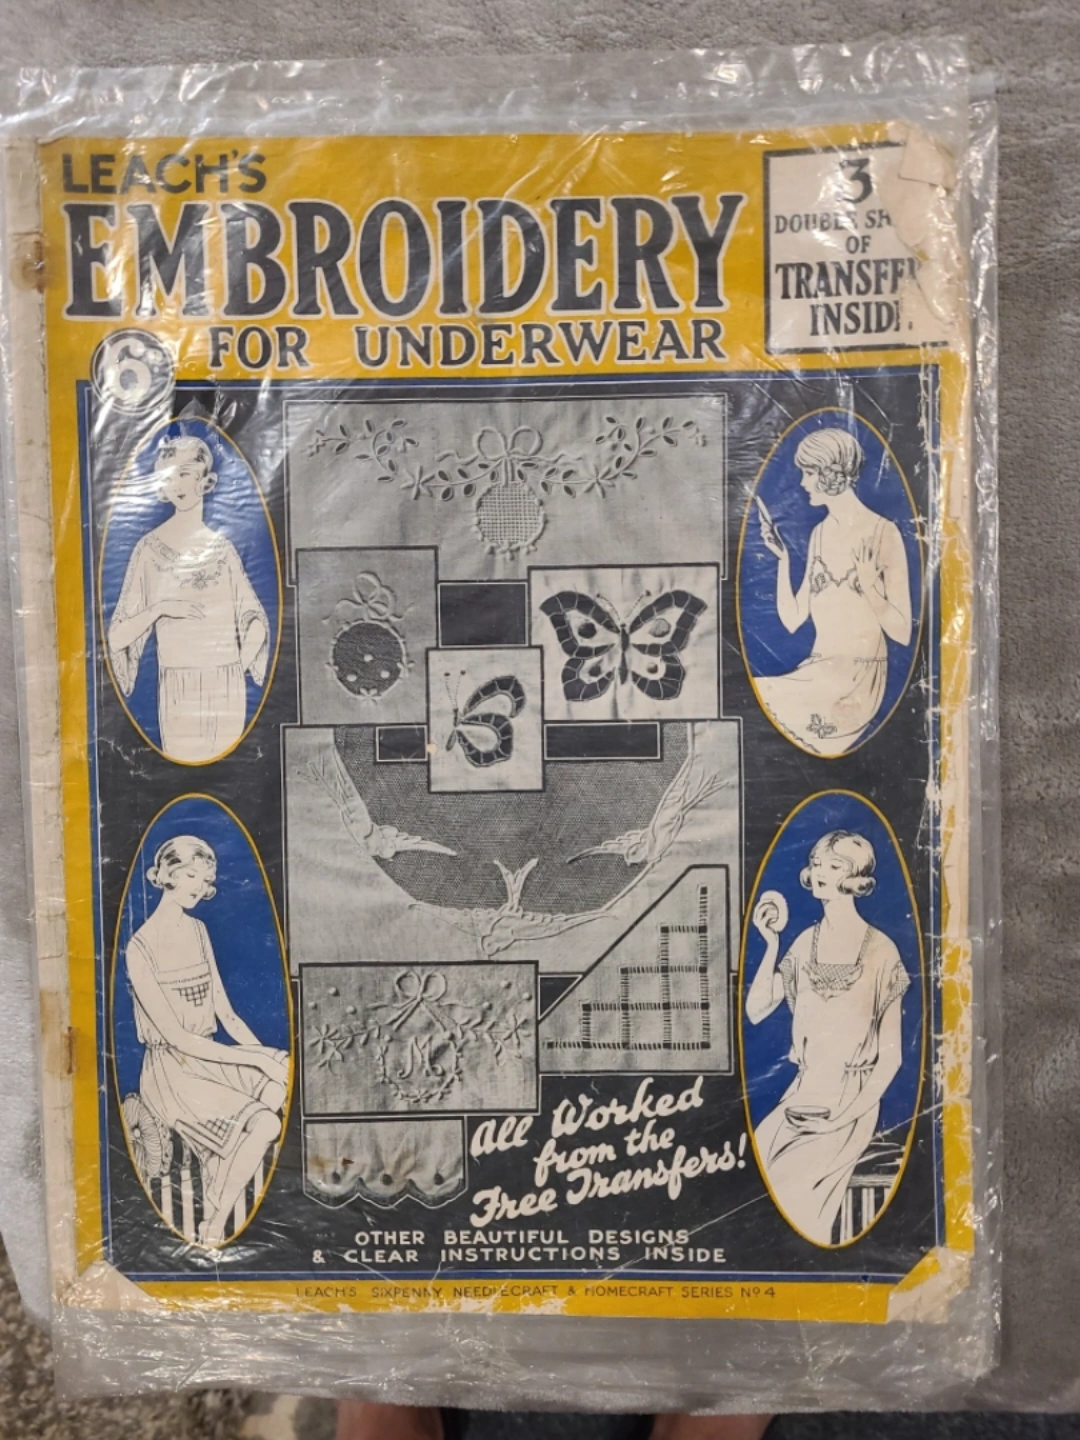 LEACH'S
EMBROIDERY
FOR UNDERWEAR
6D
3
DOUBLE
OF
All Worked
from the
Free Transfers!
M
OTHER BEAUTIFUL DESIGNS
& CLEAR INSTRUCTIONS INSIDE
LEACH'S SIXPENNY NEEDLECRAFT & HOMECRAFT SERIES Nº 4